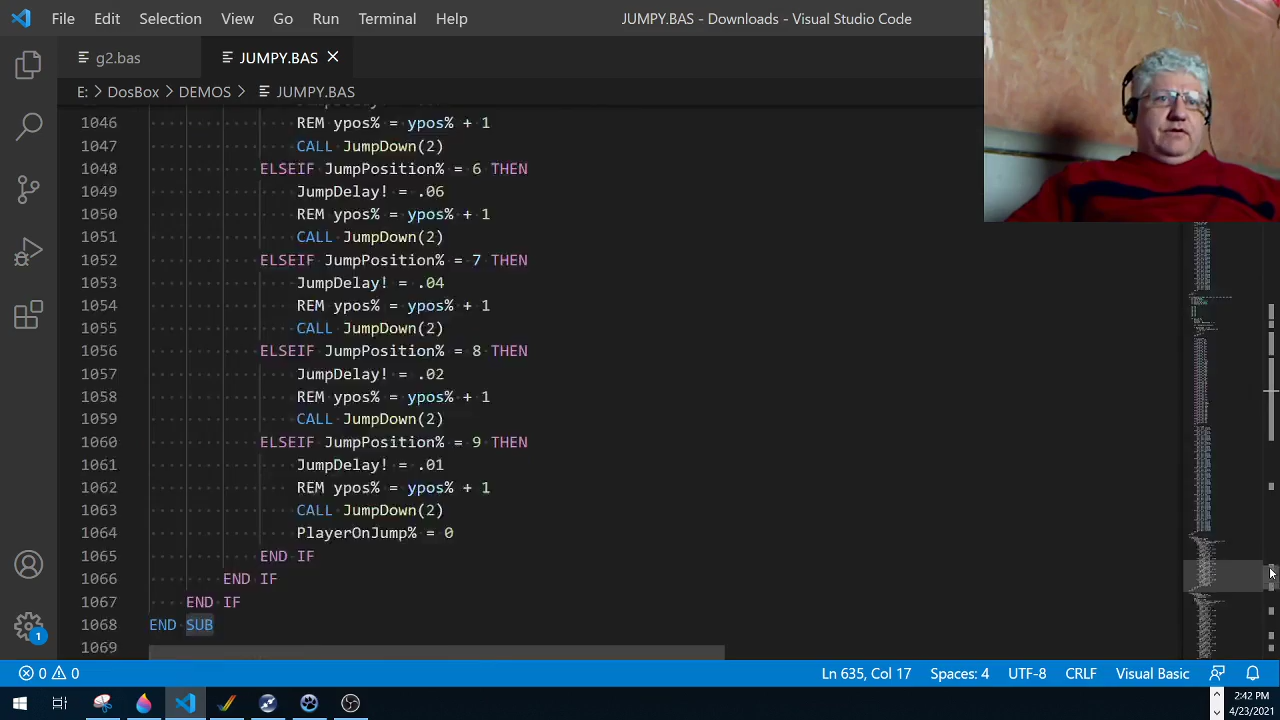 File Edit Selection View Go Run Terminal Help JUMPY.BAS - Downloads - Visual Studio Code
g2.bas JUMPY.BAS
E: > DosBox > DEMOS > JUMPY.BAS
1046 REM ypos% = ypos% + 1
1047 CALL JumpDown(2)
1048 ELSEIF JumpPosition% = 6 THEN
1049 JumpDelay! = .06
1050 REM ypos% = ypos% + 1
1051 CALL JumpDown(2)
1052 ELSEIF JumpPosition% = 7 THEN
1053 JumpDelay! = .04
1054 REM ypos% = ypos% + 1
1055 CALL JumpDown(2)
1056 ELSEIF JumpPosition% = 8 THEN
1057 JumpDelay! = .02
1058 REM ypos% = ypos% + 1
1059 CALL JumpDown(2)
1060 ELSEIF JumpPosition% = 9 THEN
1061 JumpDelay! = .01
1062 REM ypos% = ypos% + 1
1063 CALL JumpDown(2)
1064 PlayerOnJump% = 0
1065 END IF
1066 END IF
1067 END IF
1068 END SUB
1069
1
0 0 Ln 635, Col 17 Spaces: 4 UTF-8 CRLF Visual Basic
2:42 PM
4/23/2021